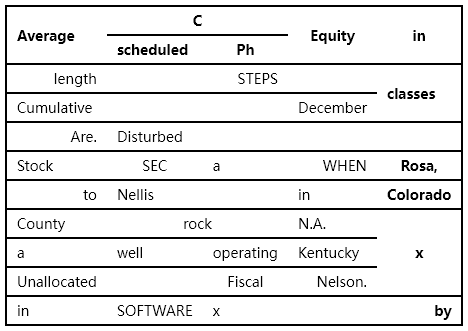 C
Average Equity in
scheduled Ph
length STEPS
classes
Cumulative December
Are. Disturbed
Stock SEC a WHEN Rosa,
to Nellis in Colorado
County rock N.A.
a well operating Kentucky x
Unallocated Fiscal Nelson.
in SOFTWARE x by